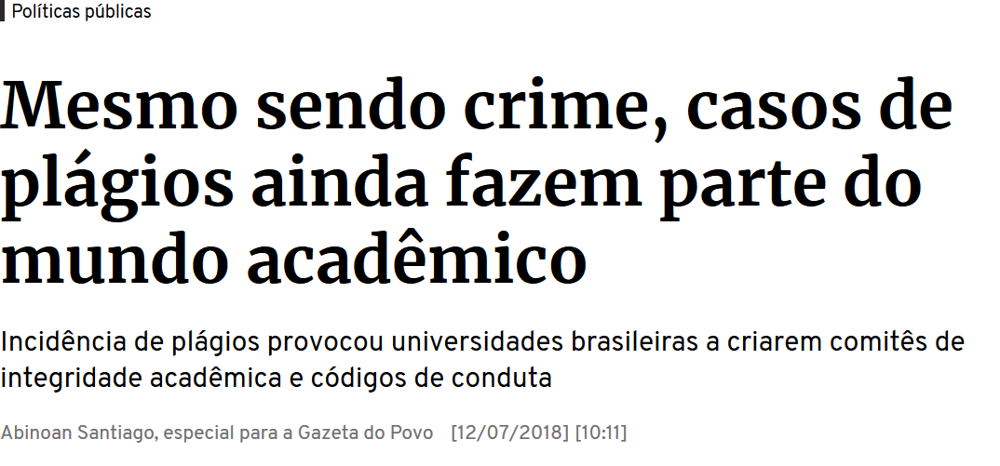 Políticas públicas
Mesmo sendo crime, casos de
plágios ainda fazem parte do
mundo acadêmico
Incidência de plágios provocou universidades brasileiras a criarem comitês de
integridade acadêmica e códigos de conduta
Abinoan Santiago, especial para a Gazeta do Povo [12/07/2018] [10:11]